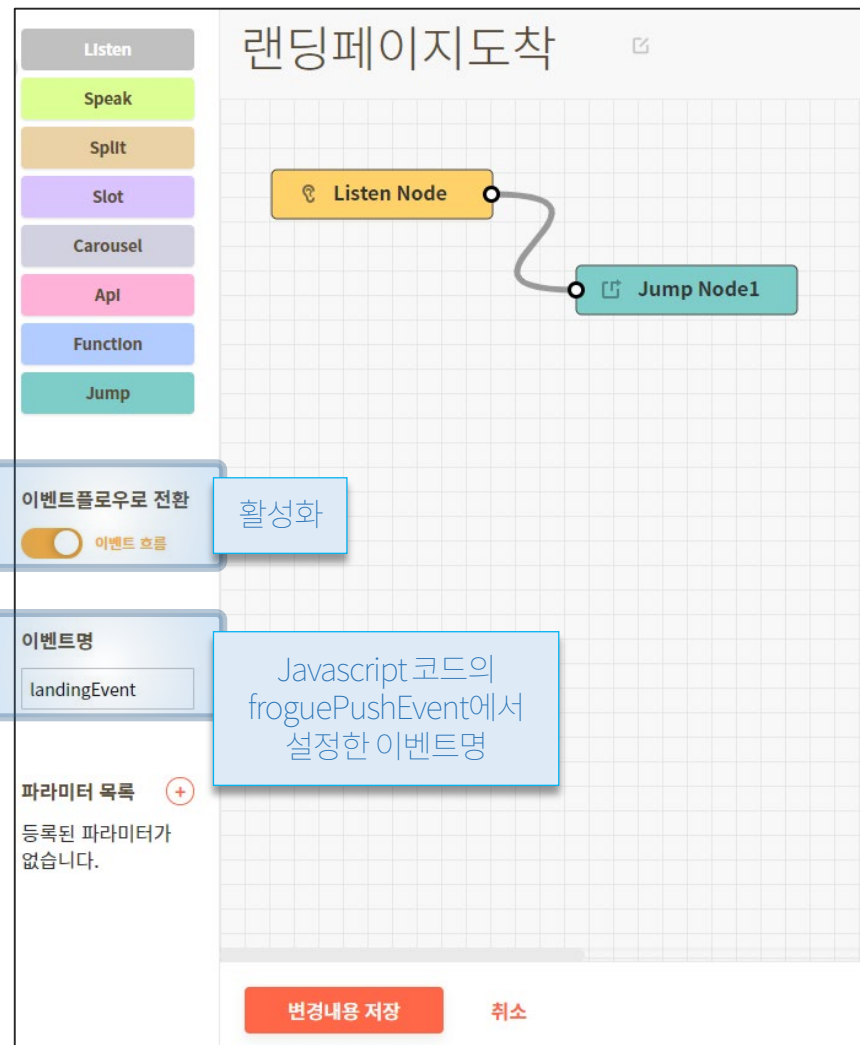 Listen
Speak
Split
Slot
Carousel
Api
Function
Jump
랜딩페이지도착
Listen Node
Jump Node1
이벤트플로우로 전환
이벤트 흐름
활성화
이벤트명
landingEvent
Javascript 코드의
froguePushEvent에서
설정한 이벤트명
파라미터 목록
등록된 파라미터가
없습니다.
변경내용 저장
취소